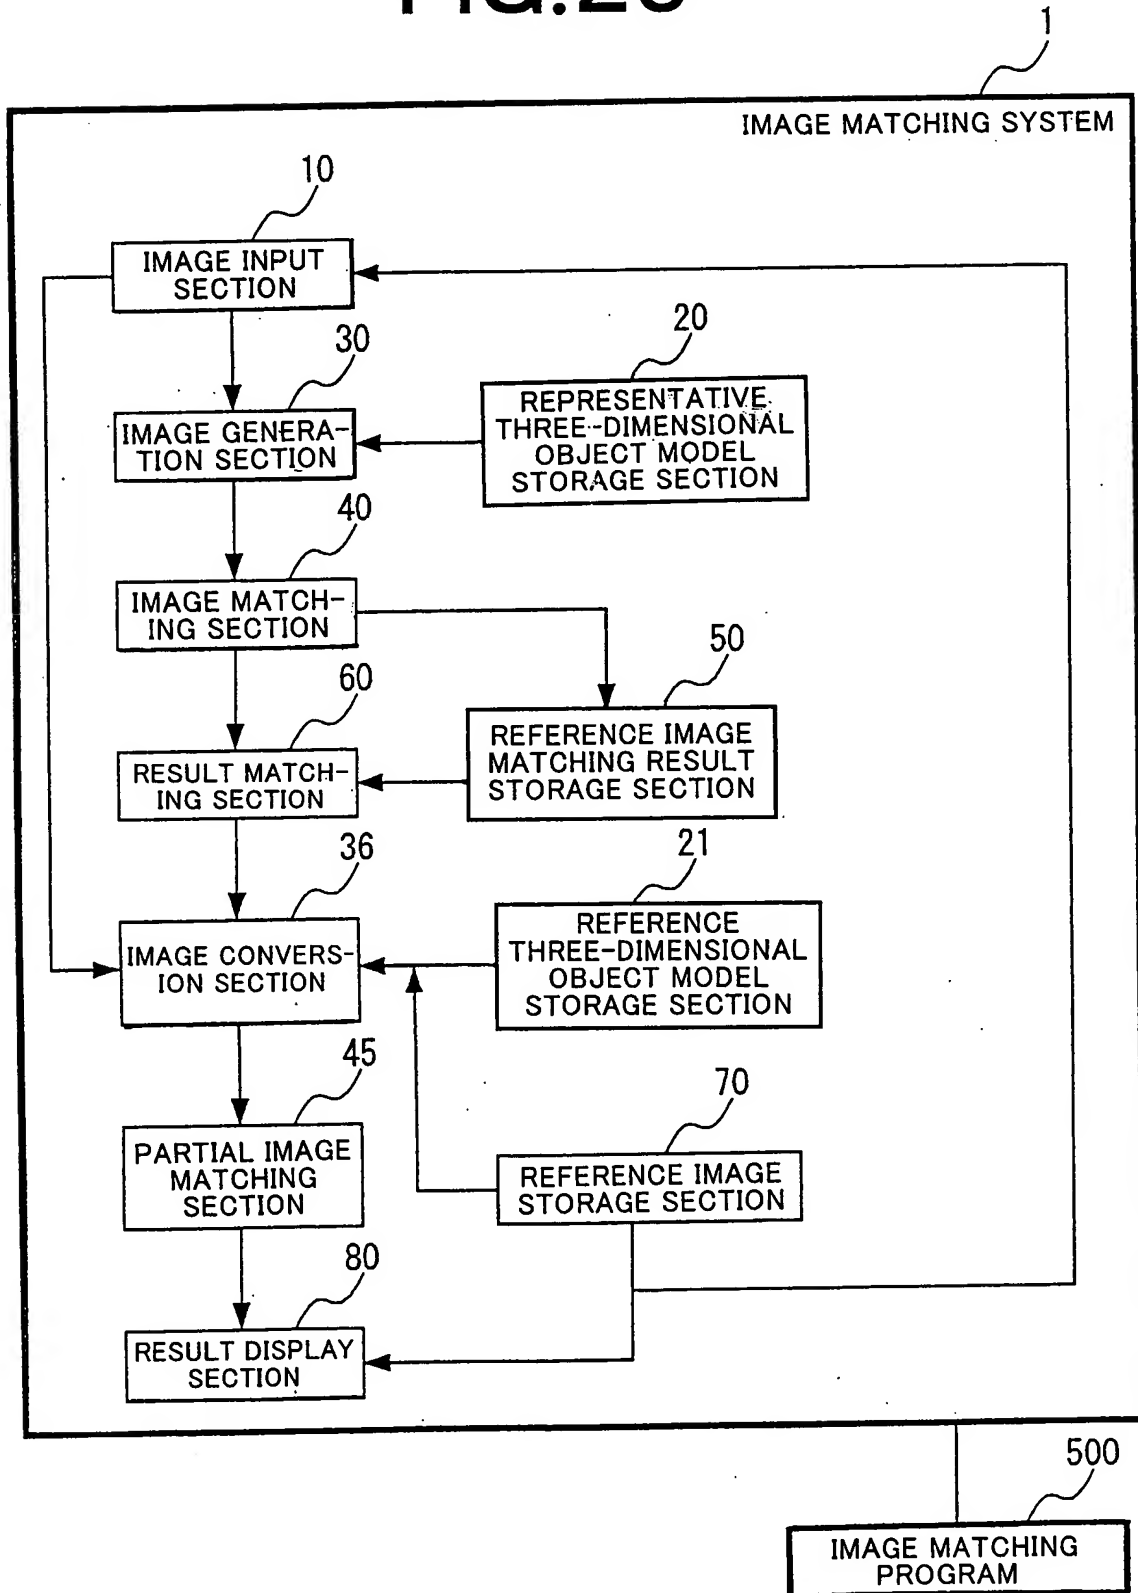 1
IMAGE MATCHING SYSTEM
10
IMAGE INPUT
SECTION
20
30
REPRESENTATIVE
THREE-DIMENSIONAL
OBJECT MODEL
STORAGE SECTION
IMAGE GENERA-
TION SECTION
40
IMAGE MATCH-
ING SECTION
50
60
REFERENCE IMAGE
MATCHING RESULT
STORAGE SECTION
RESULT MATCH-
ING SECTION
36
21
REFERENCE
THREE-DIMENSIONAL
OBJECT MODEL
STORAGE SECTION
IMAGE CONVERS-
ION SECTION
45
70
PARTIAL IMAGE
MATCHING
SECTION
REFERENCE IMAGE
STORAGE SECTION
80
RESULT DISPLAY
SECTION
500
IMAGE MATCHING
PROGRAM